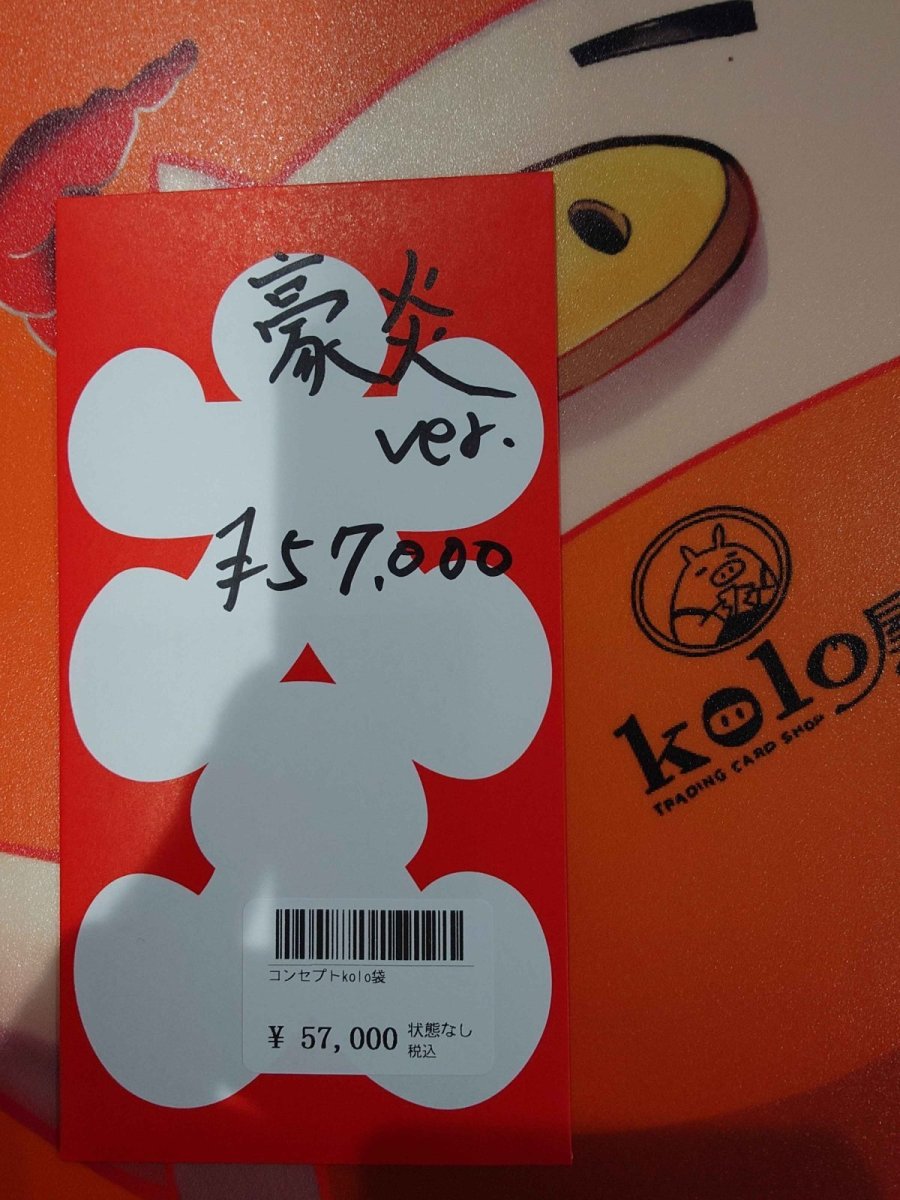 豪炎
ver.
¥57,000
コンセプトkolo袋
¥ 57,000 状態なし
税込
kolo
TRADING CARD SHOP